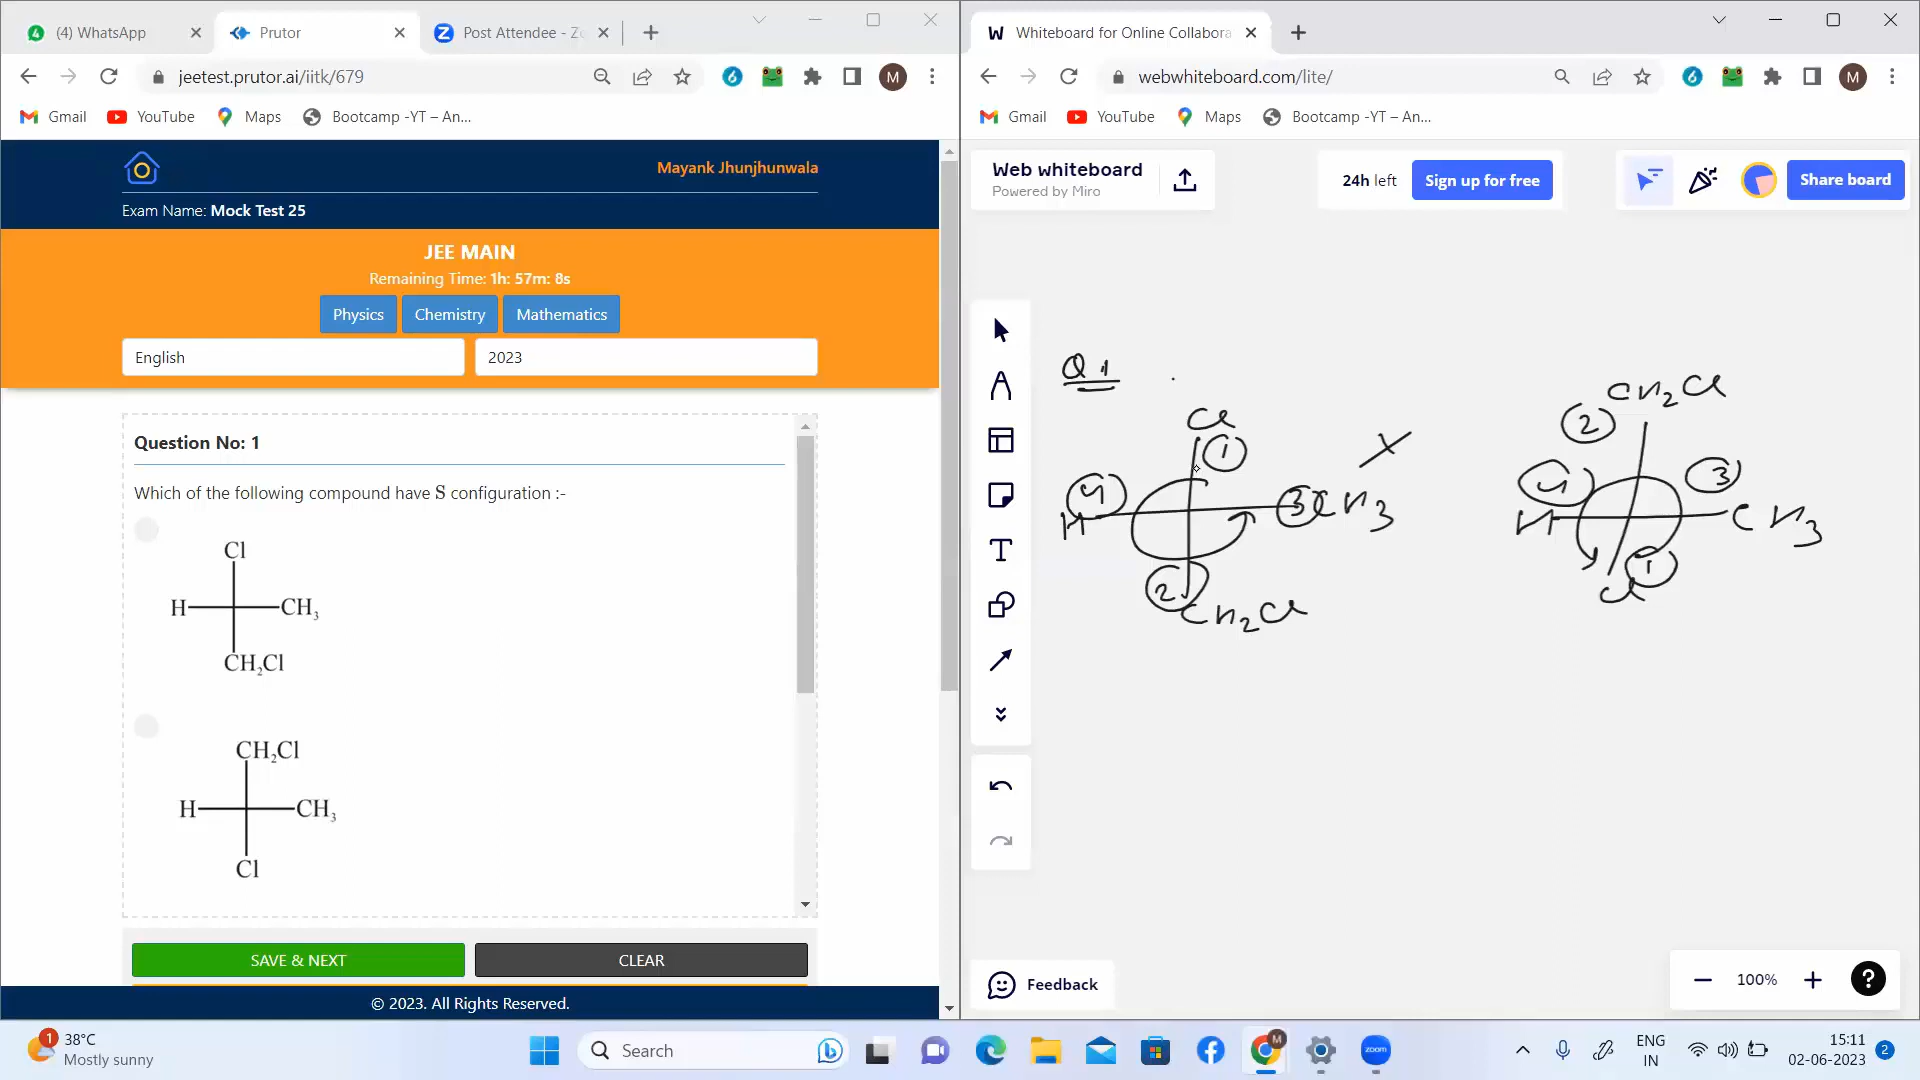 (4) WhatsApp
Prutor
Post Attendee - Zo
jeetest.prutor.ai/iitk/679
M
Gmail
YouTube
Maps
Bootcamp -YT – An...
Mayank Jhunjhunwala
Exam Name: Mock Test 25
JEE MAIN
Remaining Time: 1h: 57m: 8s
Physics
Chemistry
Mathematics
English
2023
Question No: 1
Which of the following compound have S configuration :-
Cl
H
CH3
CH2Cl
CH2Cl
H
CH3
Cl
SAVE & NEXT
CLEAR
© 2023. All Rights Reserved.
Whiteboard for Online Collabora
webwhiteboard.com/lite/
M
Gmail
YouTube
Maps
Bootcamp -YT – An...
Web whiteboard
Powered by Miro
24h left
Sign up for free
Share board
Q 1
Cl
1
4
H
3
CH3
2
CH2Cl
CH2Cl
2
4
3
H
CH3
1
Cl
Feedback
100%
?
1
38°C
Mostly sunny
Search
zoom
ENG
IN
15:11
02-06-2023
2